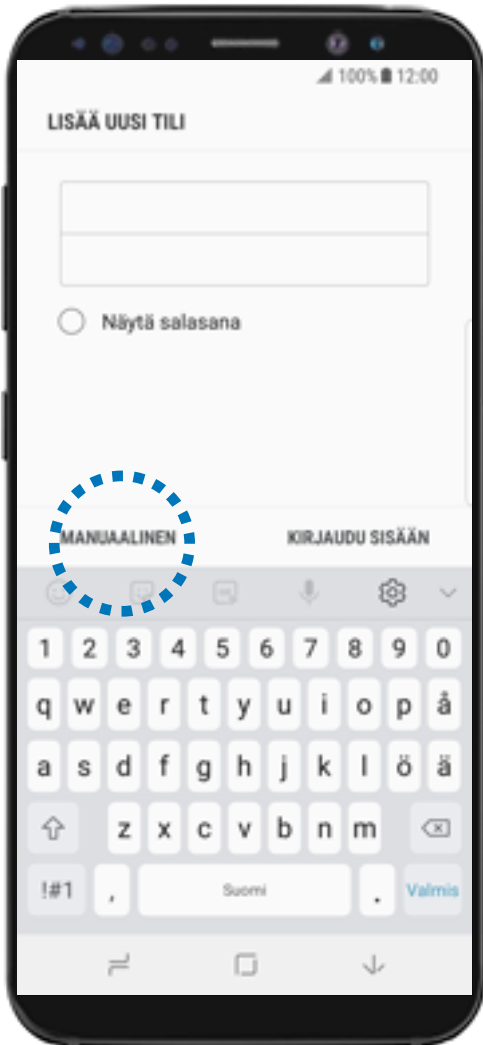 100% 12:00
LISÄÄ UUSI TILI
Näytä salasana
MANUAALINEN KIRJAUDU SISÄÄN
1 2 3 4 5 6 7 8 9 0
q w e r t y u i o p å
a s d f g h j k l ö ä
z x c v b n m
!#1 , Suomi . Valmis